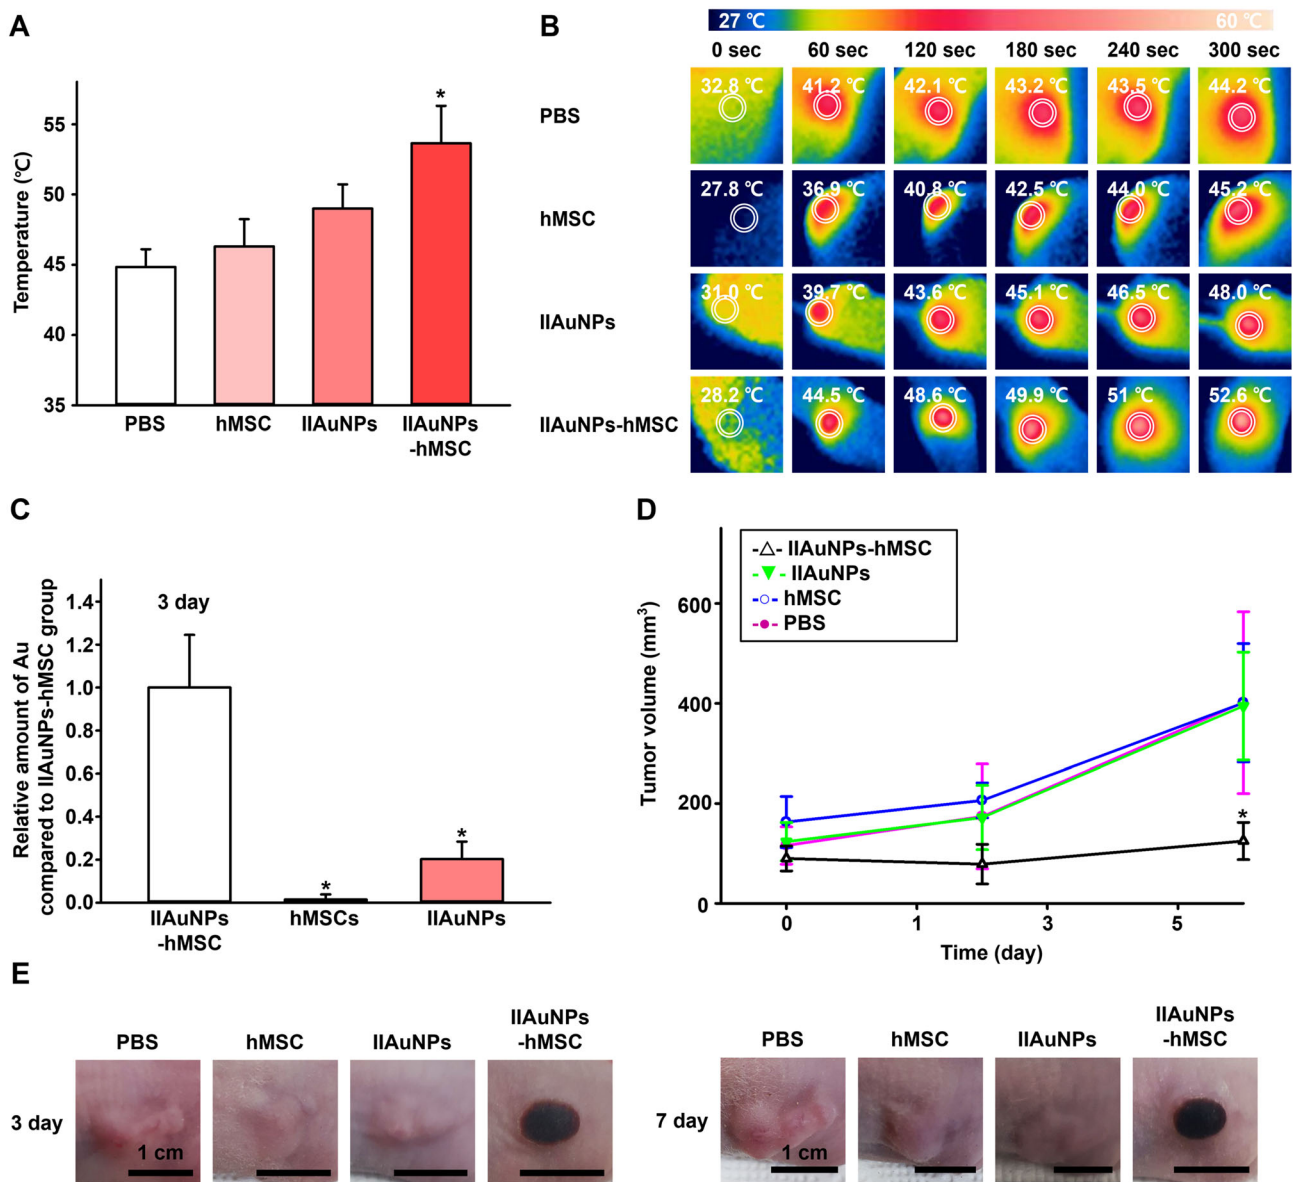 A
Temperature (℃)
55
50
45
40
35
PBS
hMSC
IIAuNPs
IIAuNPs
-hMSC
*
B
27 ℃
60 ℃
0 sec
60 sec
120 sec
180 sec
240 sec
300 sec
PBS
32.8 ℃
41.2 ℃
42.1 ℃
43.2 ℃
43.5 ℃
44.2 ℃
hMSC
27.8 ℃
36.9 ℃
40.8 ℃
42.5 ℃
44.0 ℃
45.2 ℃
IIAuNPs
31.0 ℃
39.7 ℃
43.6 ℃
45.1 ℃
46.5 ℃
48.0 ℃
IIAuNPs-hMSC
28.2 ℃
44.5 ℃
48.6 ℃
49.9 ℃
51 ℃
52.6 ℃
C
Relative amount of Au
compared to IIAuNPs-hMSC group
1.4
1.2
1.0
0.8
0.6
0.4
0.2
0.0
3 day
*
*
IIAuNPs
-hMSC
hMSCs
IIAuNPs
D
Tumor volume (mm³)
600
400
200
0
IIAuNPs-hMSC
IIAuNPs
hMSC
PBS
*
0
1
3
5
Time (day)
E
3 day
PBS
hMSC
IIAuNPs
IIAuNPs
-hMSC
1 cm
7 day
PBS
hMSC
IIAuNPs
IIAuNPs
-hMSC
1 cm